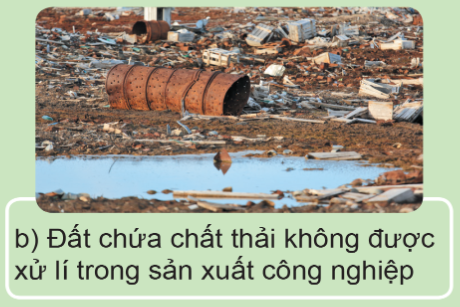 b) Đất chứa chất thải không được
xử lí trong sản xuất công nghiệp